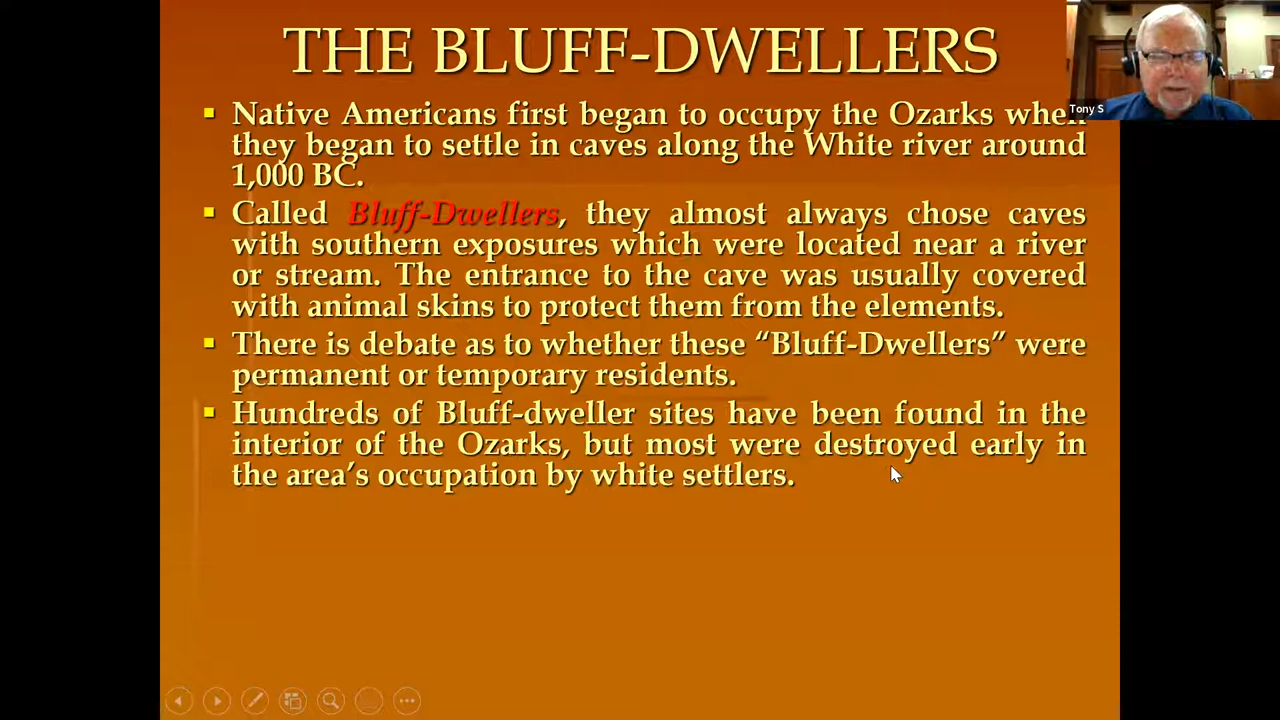 THE BLUFF-DWELLERS
Tony S
Native Americans first began to occupy the Ozarks when
they began to settle in caves along the White river around
1,000 BC.
Called Bluff-Dwellers, they almost always chose caves
with southern exposures which were located near a river
or stream. The entrance to the cave was usually covered
with animal skins to protect them from the elements.
There is debate as to whether these “Bluff-Dwellers” were
permanent or temporary residents.
Hundreds of Bluff-dweller sites have been found in the
interior of the Ozarks, but most were destroyed early in
the area’s occupation by white settlers.